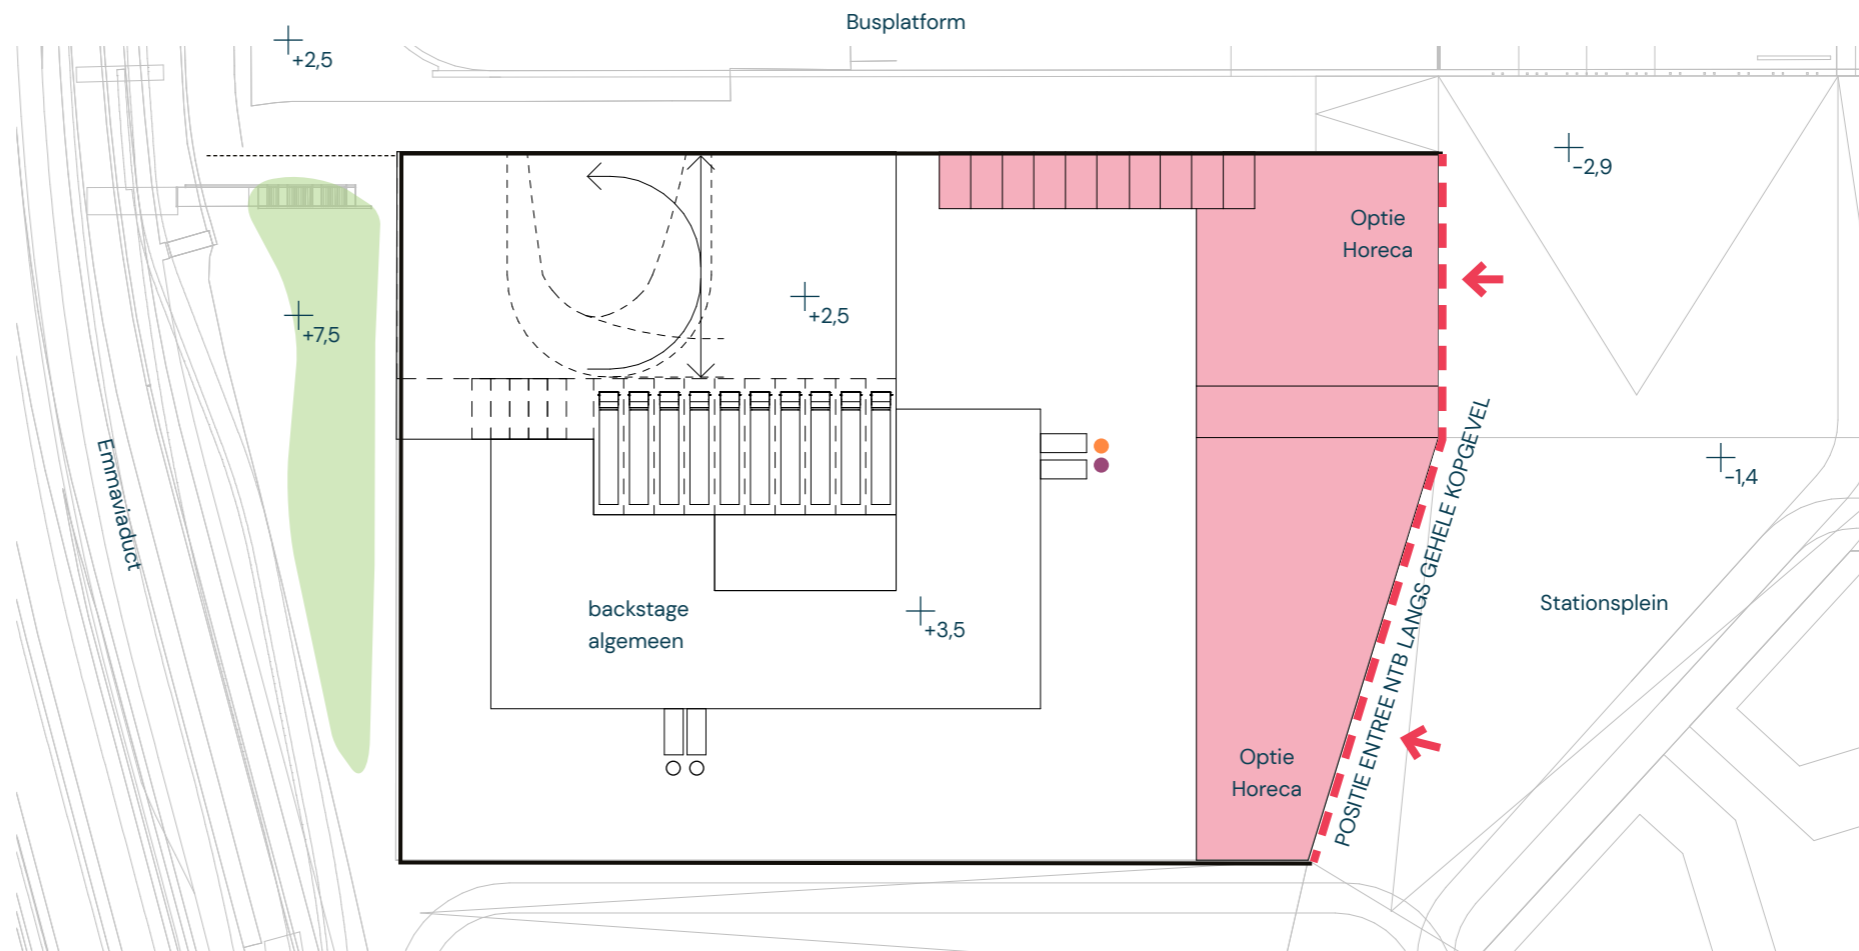 Busplatform
+2,5
-2,9
Optie
Horeca
+2,5
+7,5
Emmaviaduct
-1,4
POSITIE ENTREE NTB LANGS GEHELE KOPGEVEL
Stationsplein
backstage
algemeen
+3,5
Optie
Horeca